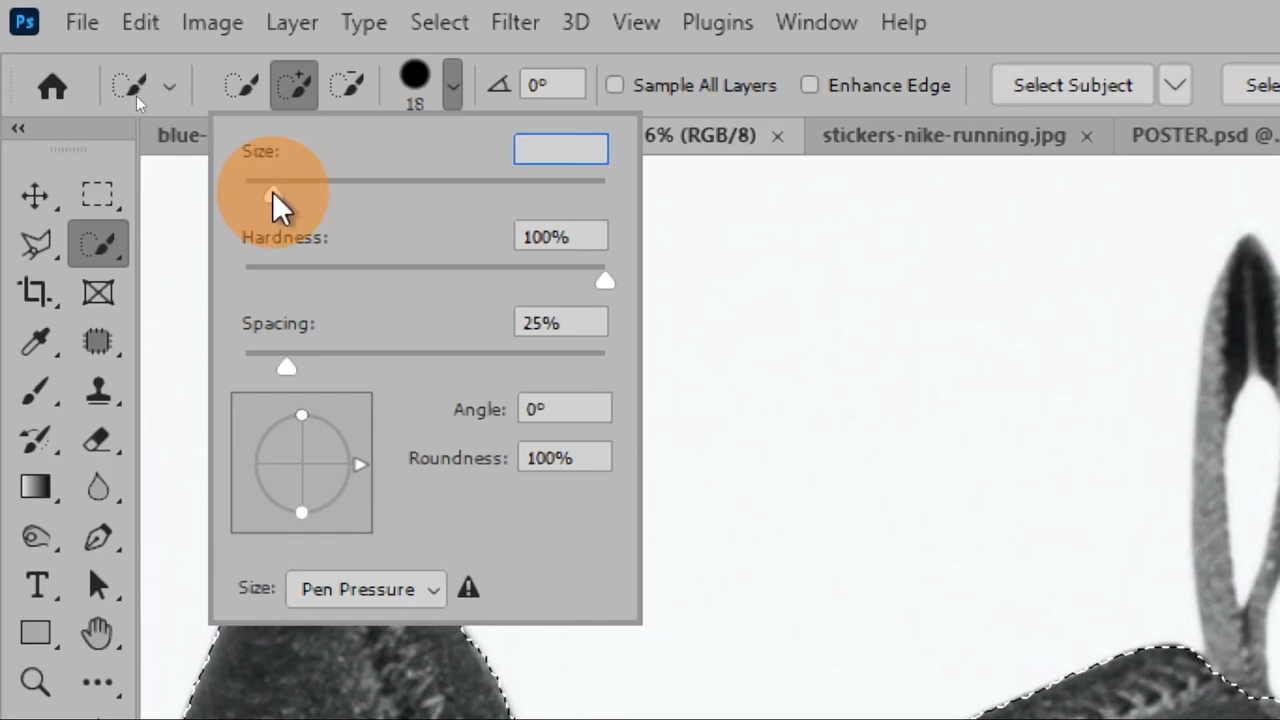 Ps File Edit Image Layer Type Select Filter 3D View Plugins Window Help
18 0° Sample All Layers Enhance Edge Select Subject Sele
blue- 6% (RGB/8) × stickers-nike-running.jpg × POSTER.psd @
Size:
Hardness: 100%
Spacing: 25%
Angle: 0°
Roundness: 100%
Size: Pen Pressure
T